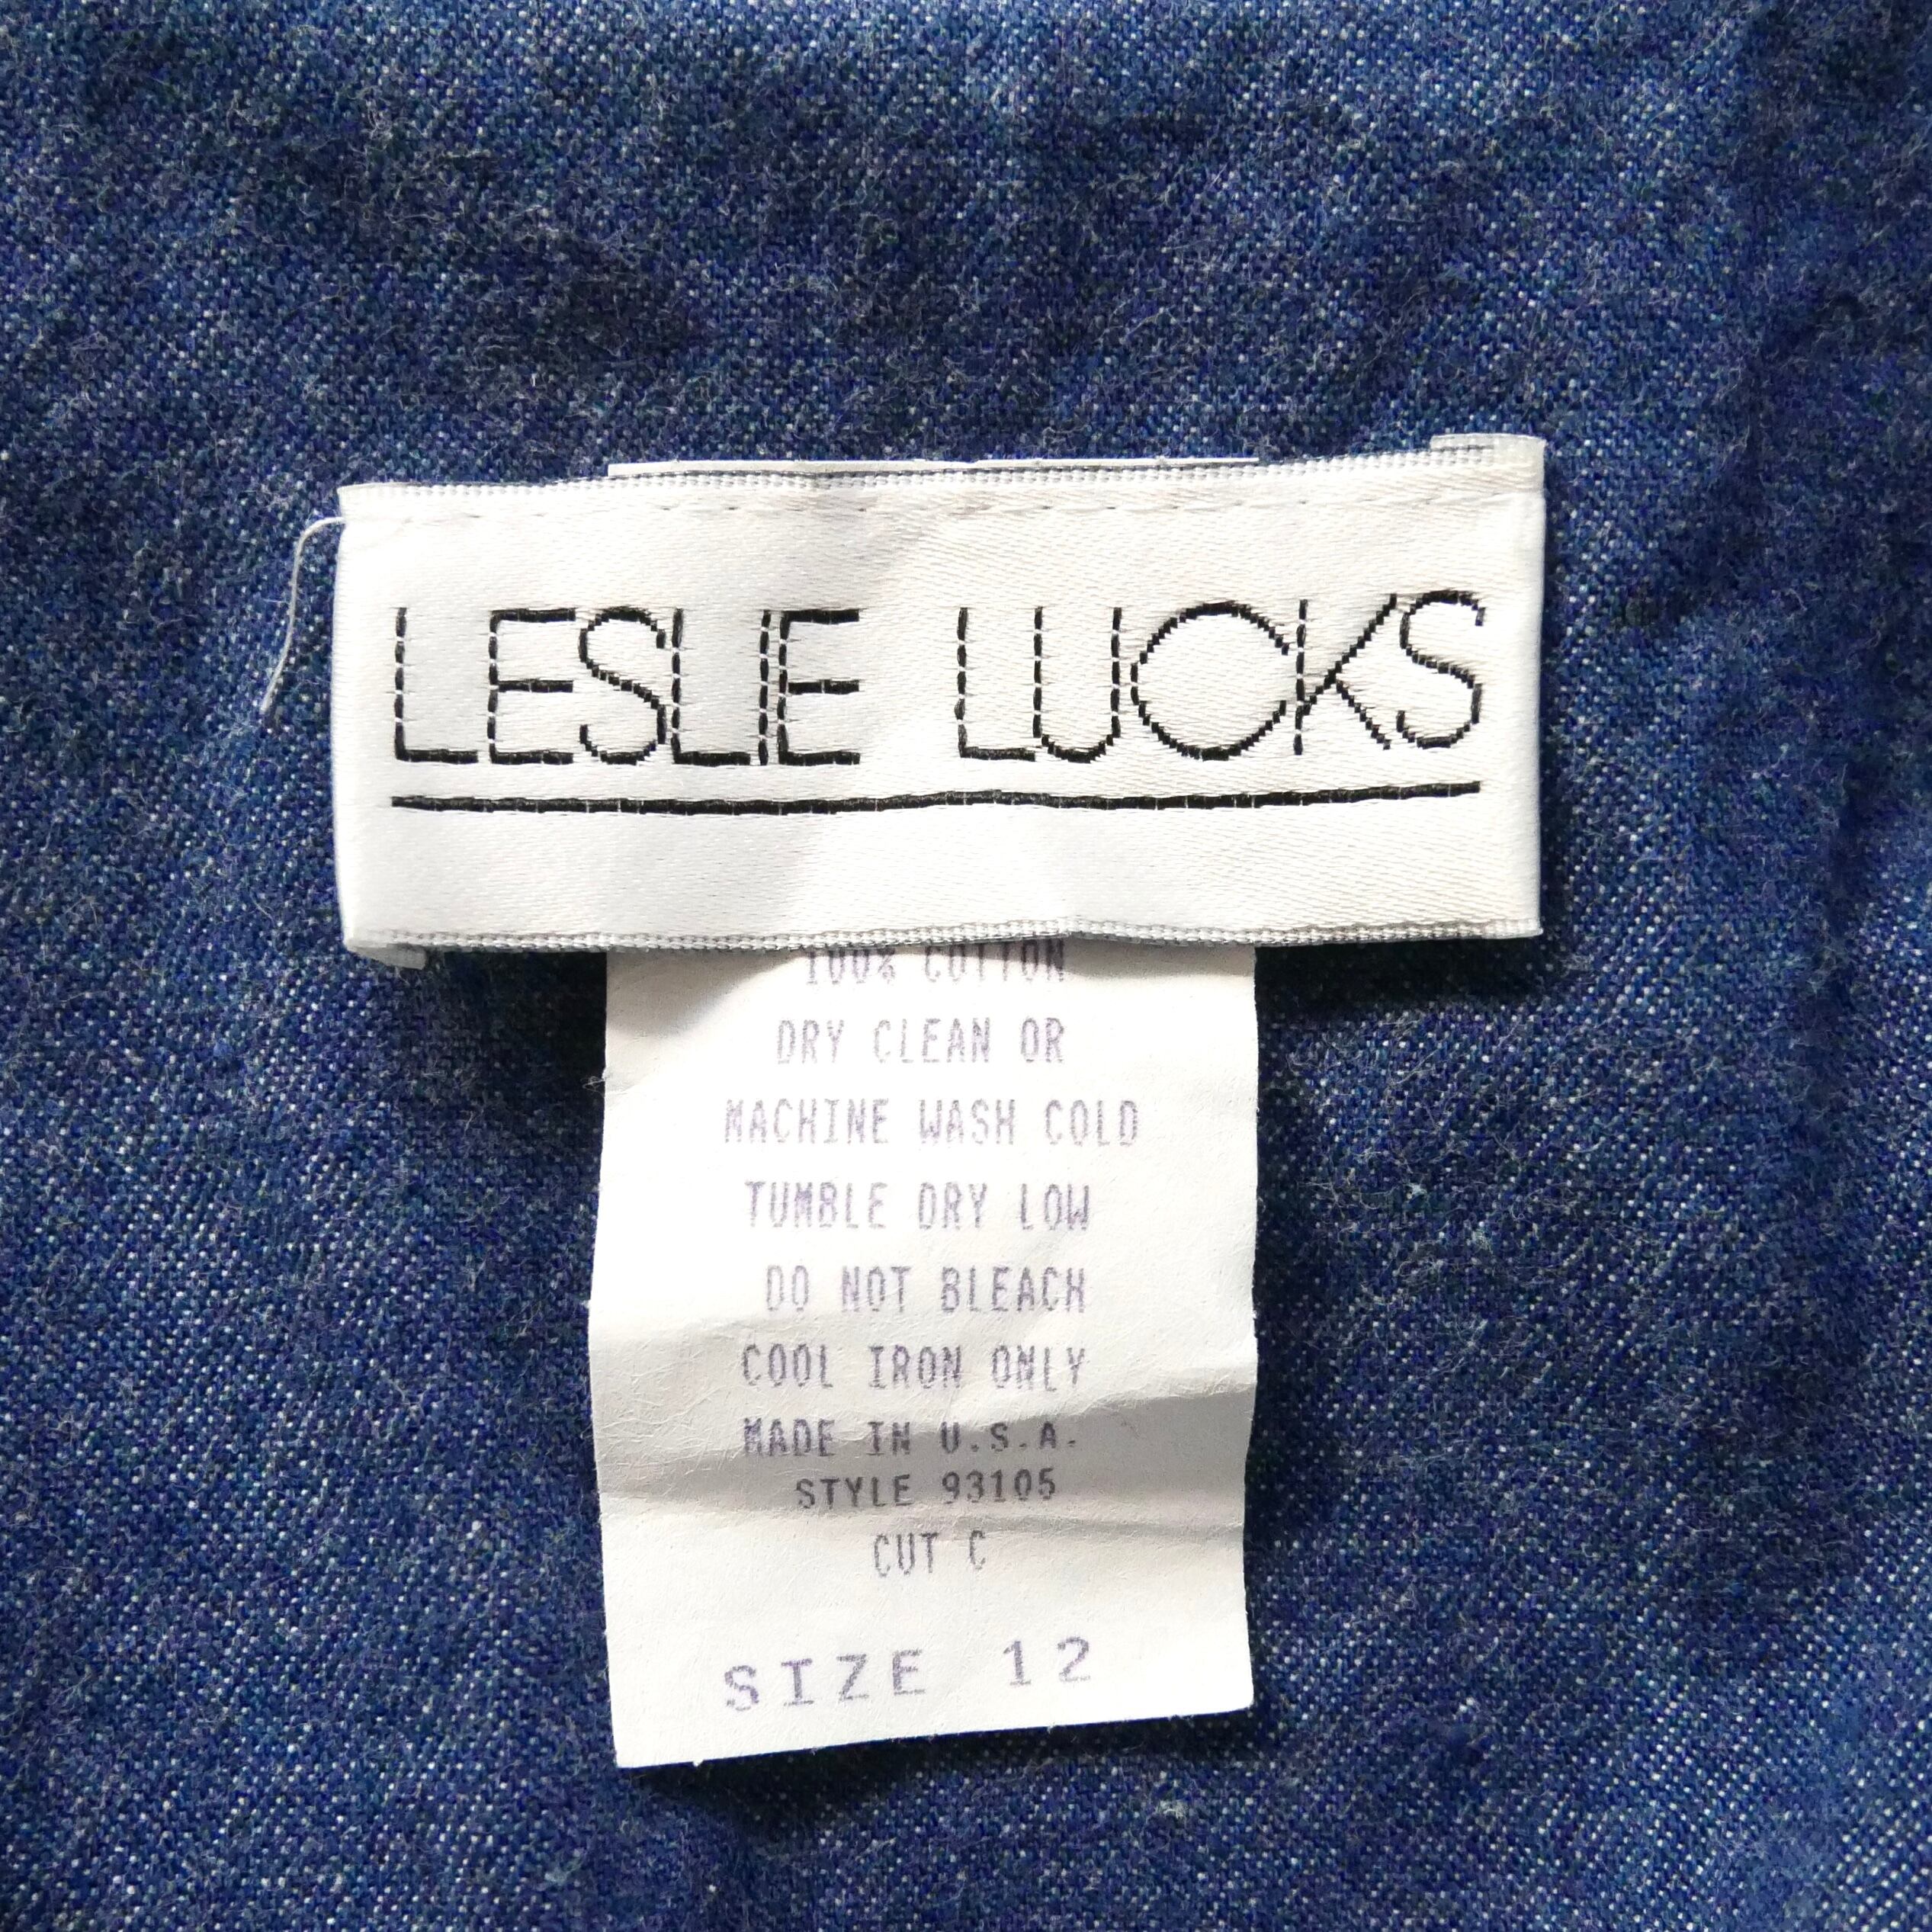 LESLIE LUCKS
100% COTTON
DRY CLEAN OR
MACHINE WASH COLD
TUMBLE DRY LOW
DO NOT BLEACH
COOL IRON ONLY
MADE IN U.S.A.
STYLE 93105
CUT C
SIZE 12